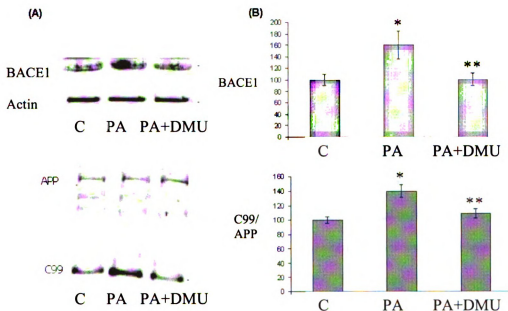 (A)
BACE1
Actin
C PA PA+DMU
APP
C99
C PA PA+DMU
(B)
BACE1
200
180
160
140
120
100
80
60
40
20
0
*
**
C PA PA+DMU
C99/
APP
160
140
120
100
80
60
40
20
0
*
**
C PA PA+DMU